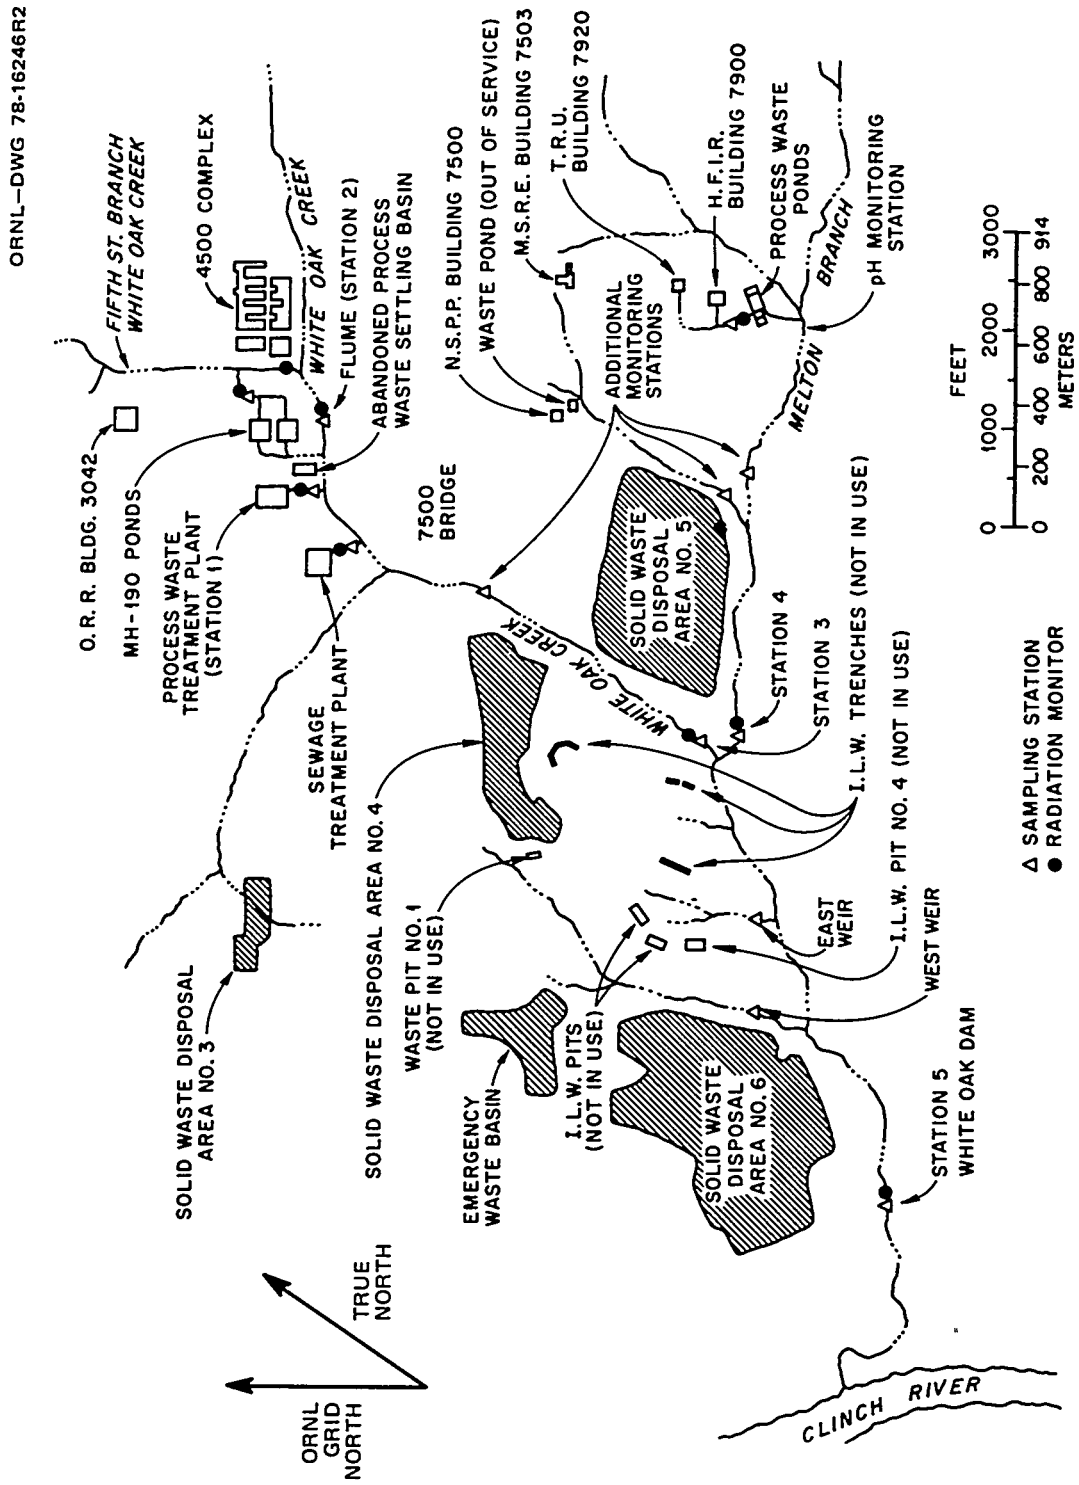 ORNL—DWG 78-16246R2
FIFTH ST. BRANCH
WHITE OAK CREEK
4500 COMPLEX
WHITE OAK CREEK
FLUME (STATION 2)
ABANDONED PROCESS
WASTE SETTLING BASIN
O. R. R. BLDG. 3042
MH-190 PONDS
PROCESS WASTE
TREATMENT PLANT
(STATION 1)
SEWAGE
TREATMENT PLANT
7500
BRIDGE
N.S.P.P. BUILDING 7500
WASTE POND (OUT OF SERVICE)
M.S.R.E. BUILDING 7503
T.R.U.
BUILDING 7920
H.F.I.R.
BUILDING 7900
PROCESS WASTE
PONDS
pH MONITORING
STATION
ADDITIONAL
MONITORING
STATIONS
MELTON BRANCH
SOLID WASTE DISPOSAL
AREA NO. 3
SOLID WASTE DISPOSAL AREA NO. 4
WASTE PIT NO. 1
(NOT IN USE)
EMERGENCY
WASTE BASIN
I.L.W. PITS
(NOT IN USE)
SOLID WASTE
DISPOSAL
AREA NO. 6
WHITE OAK CREEK
SOLID WASTE
DISPOSAL
AREA NO. 5
STATION 4
STATION 3
I.L.W. TRENCHES (NOT IN USE)
I.L.W. PIT NO. 4 (NOT IN USE)
EAST
WEIR
WEST WEIR
STATION 5
WHITE OAK DAM
CLINCH RIVER
ORNL
GRID
NORTH
TRUE
NORTH
△ SAMPLING STATION
● RADIATION MONITOR
FEET
0 1000 2000 3000
0 200 400 600 800 914
METERS